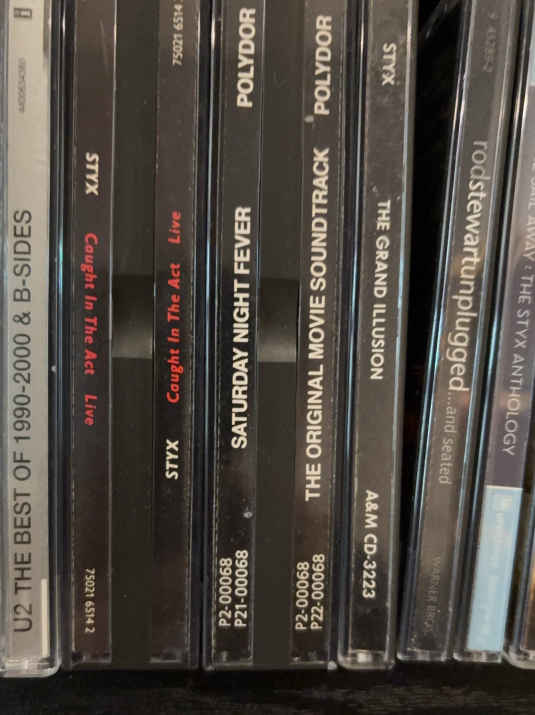 U2 THE BEST OF 1990-2000 & B-SIDES
STYX Caught In The Act Live 75021 6514 2
STYX Caught In The Act Live 75021 6514
P2-00068
P21-00068
SATURDAY NIGHT FEVER POLYDOR
P2-00068
P22-00068
THE ORIGINAL MOVIE SOUNDTRACK POLYDOR
STYX THE GRAND ILLUSION A&M CD-3223
rodstewartunplugged...and seated WARNER BROS.
AWAY: THE STYX ANTHOLOGY